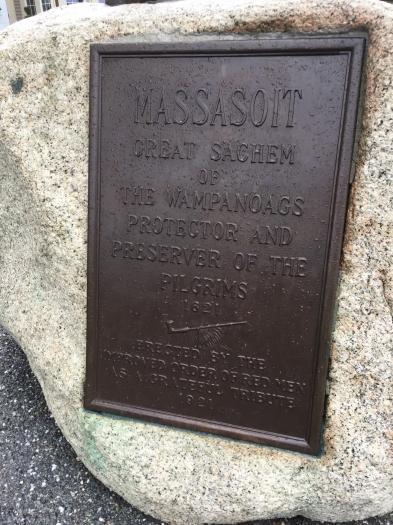 MASSASOIT
GREAT SACHEM
OF
THE WAMPANOAGS
PROTECTOR AND
PRESERVER OF THE
PILGRIMS
1621
ERECTED BY THE
IMPROVED ORDER OF RED MEN
AS A GRATEFUL TRIBUTE
1921